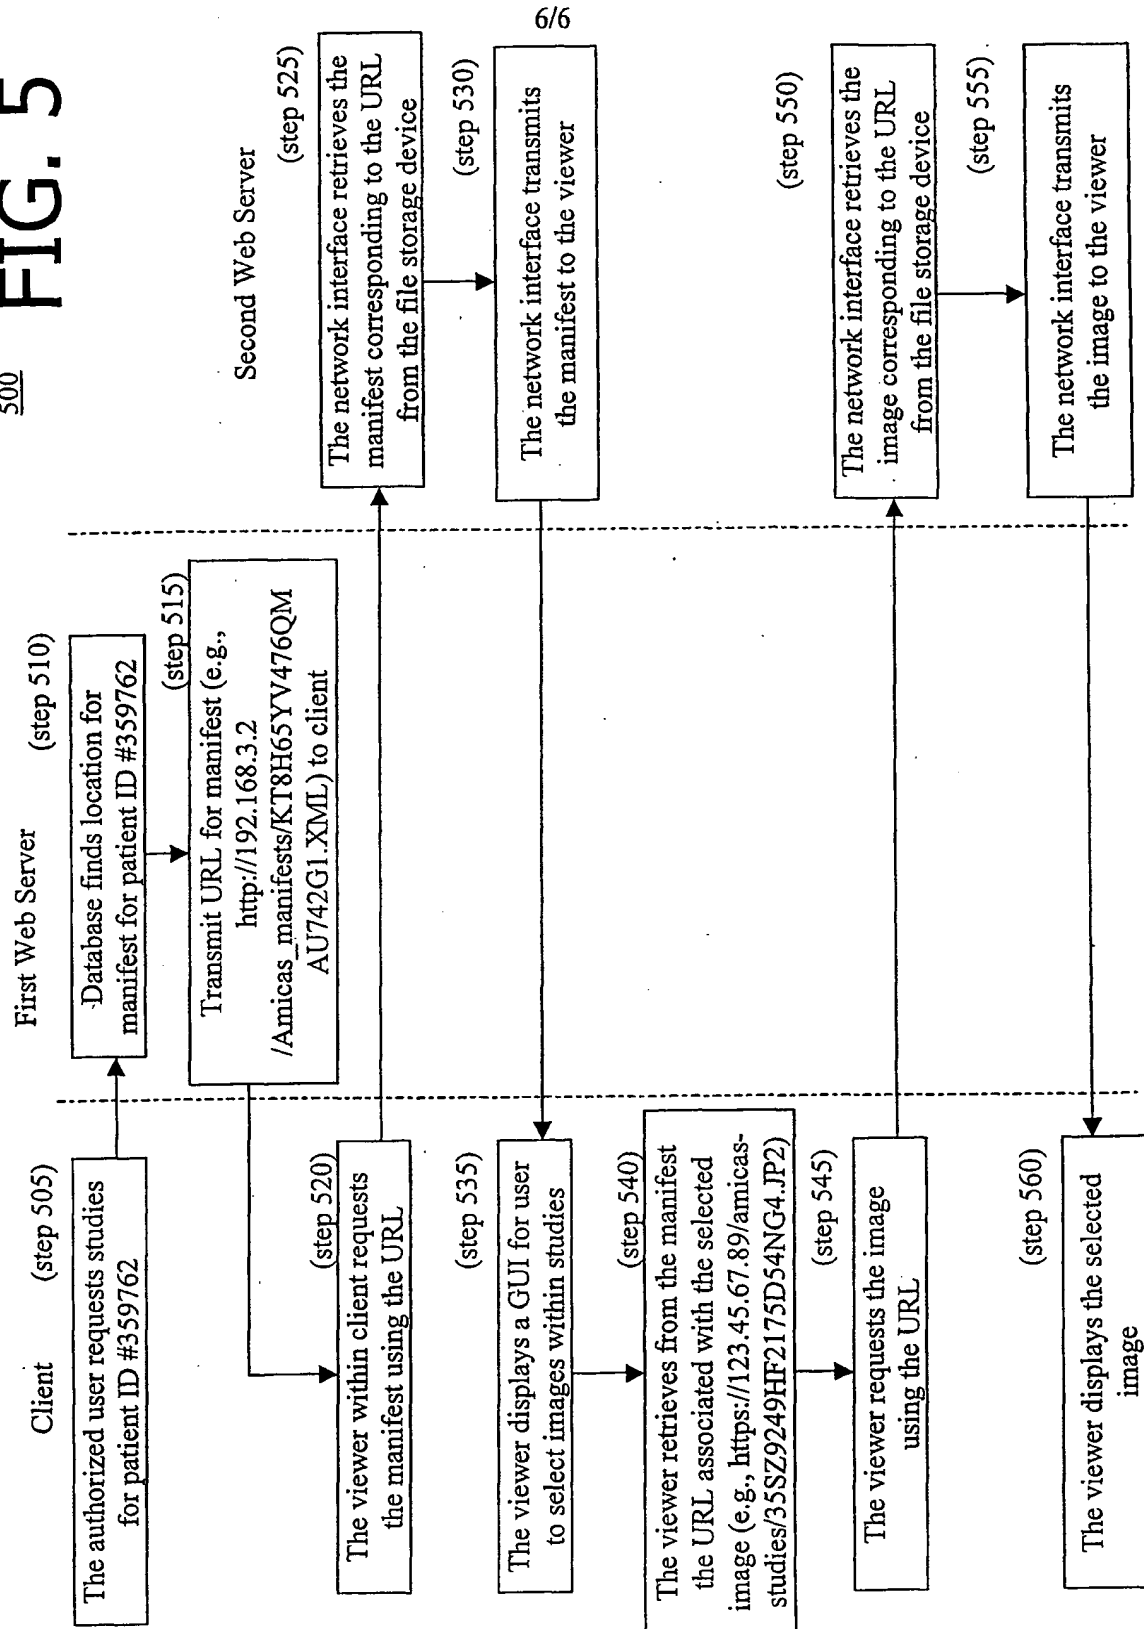 6/6
500
FIG. 5
Client
First Web Server
Second Web Server
(step 505)
The authorized user requests studies
for patient ID #359762
(step 510)
Database finds location for
manifest for patient ID #359762
(step 515)
Transmit URL for manifest (e.g.,
http://192.168.3.2
/Amicas_manifests/KT8H65YV476QM
AU742G1.XML) to client
(step 520)
The viewer within client requests
the manifest using the URL
(step 525)
The network interface retrieves the
manifest corresponding to the URL
from the file storage device
(step 530)
The network interface transmits
the manifest to the viewer
(step 535)
The viewer displays a GUI for user
to select images within studies
(step 540)
The viewer retrieves from the manifest
the URL associated with the selected
image (e.g., https://123.45.67.89/amicas-
studies/35SZ9249HF2175D54NG4.JP2)
(step 545)
The viewer requests the image
using the URL
(step 550)
The network interface retrieves the
image corresponding to the URL
from the file storage device
(step 555)
The network interface transmits
the image to the viewer
(step 560)
The viewer displays the selected
image